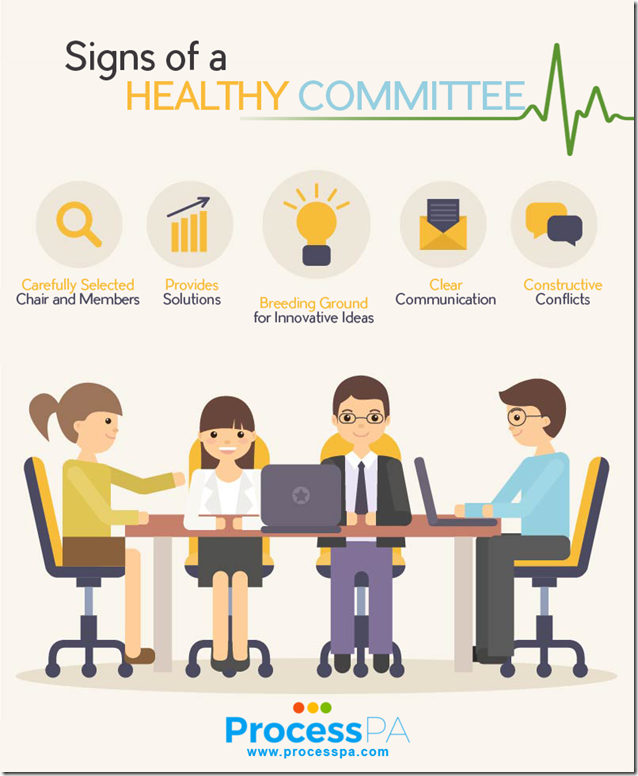 Signs of a
HEALTHY COMMITTEE
Carefully Selected
Chair and Members
Provides
Solutions
Breeding Ground
for Innovative Ideas
Clear
Communication
Constructive
Conflicts
ProcessPA
www.processpa.com